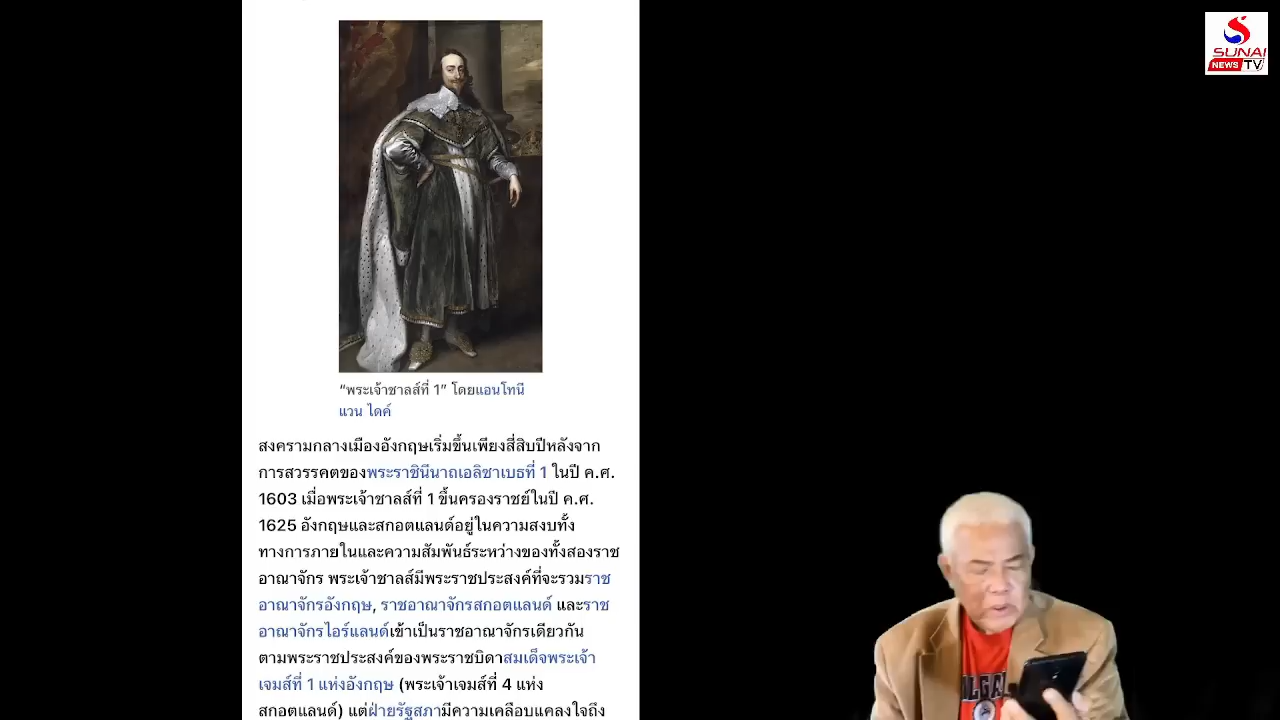 SUNAI
NEWS TV
“พระเจ้าชาลส์ที่ 1” โดยแอนโทนี
แวน ไดค์
สงครามกลางเมืองอังกฤษเริ่มขึ้นเพียงสี่สิบปีหลังจาก
การสวรรคตของพระราชินีนาถเอลิซาเบธที่ 1 ในปี ค.ศ.
1603 เมื่อพระเจ้าชาลส์ที่ 1 ขึ้นครองราชย์ในปี ค.ศ.
1625 อังกฤษและสกอตแลนด์อยู่ในความสงบทั้ง
ทางการภายในและความสัมพันธ์ระหว่างของทั้งสองราช
อาณาจักร พระเจ้าชาลส์มีพระราชประสงค์ที่จะรวมราช
อาณาจักรอังกฤษ, ราชอาณาจักรสกอตแลนด์ และราช
อาณาจักรไอร์แลนด์เข้าเป็นราชอาณาจักรเดียวกัน
ตามพระราชประสงค์ของพระราชบิดาสมเด็จพระเจ้า
เจมส์ที่ 1 แห่งอังกฤษ (พระเจ้าเจมส์ที่ 4 แห่ง
สกอตแลนด์) แต่ฝ่ายรัฐสภามีความเคลือบแคลงใจถึง